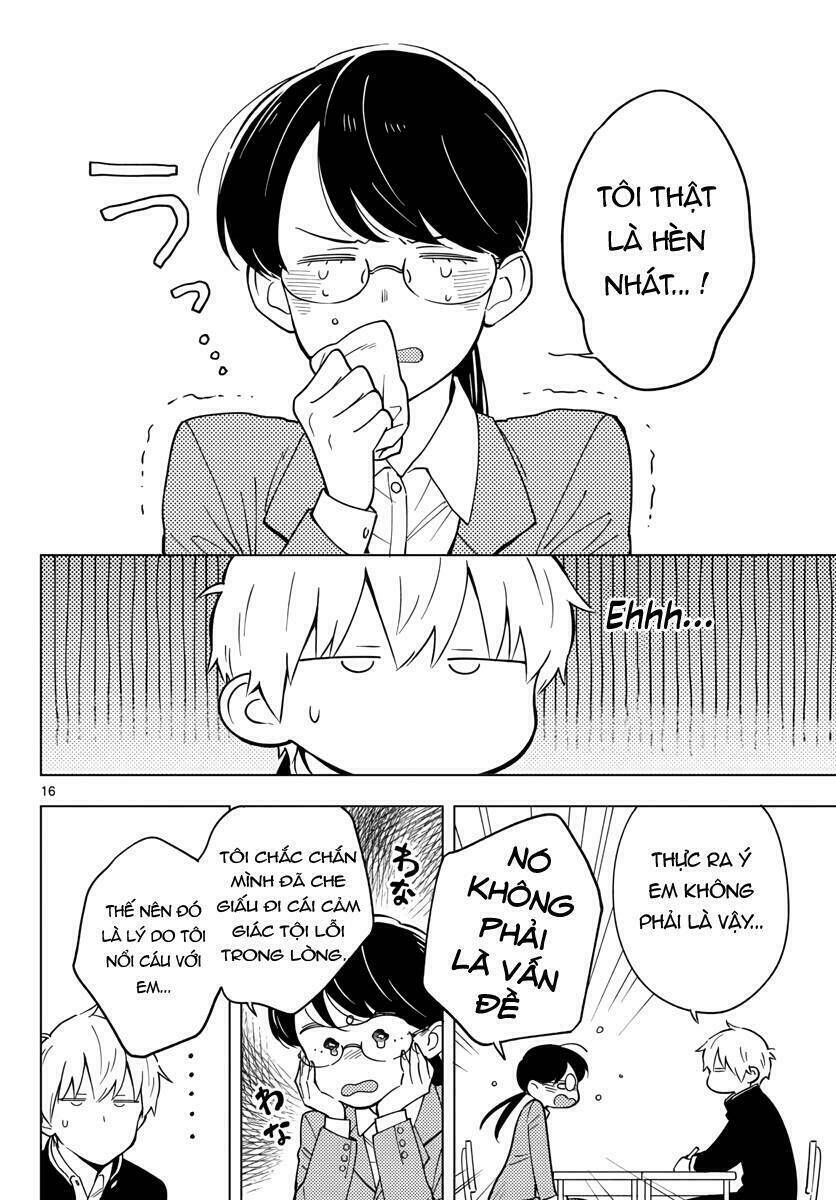 TÔI THẬT
LÀ HÈN
NHÁT... !
うっ…
Ehhh...
16
THỰC RA Ý
EM KHÔNG
PHẢI LÀ VẬY...
NÓ
KHÔNG
PHẢI
LÀ VẤN
ĐỀ
わな
わな
TÔI CHẮC CHẮN
MÌNH ĐÃ CHE
GIẤU ĐI CÁI CẢM
GIÁC TỘI LỖI
TRONG LÒNG.
THẾ NÊN ĐÓ
LÀ LÝ DO TÔI
NỔI CÁU VỚI
EM...